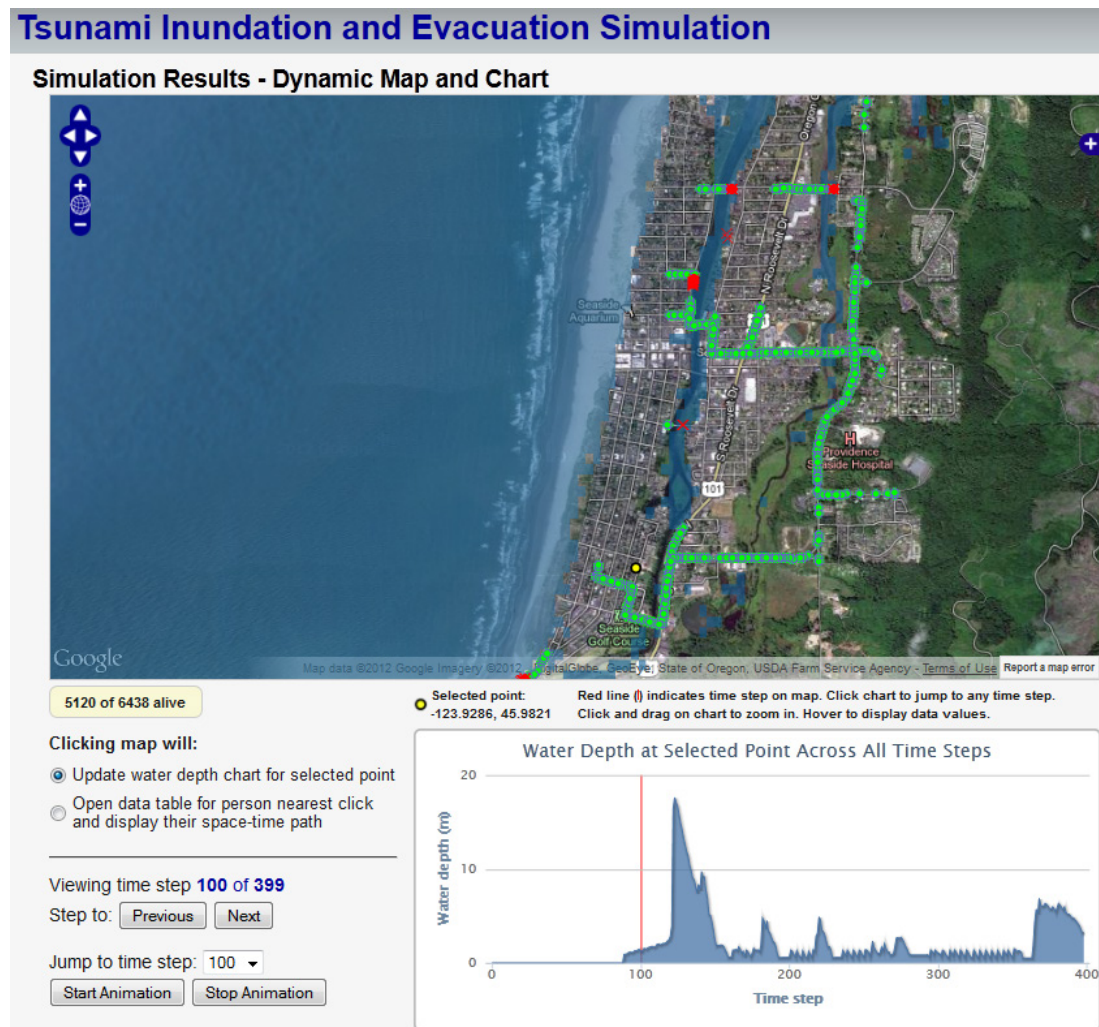 Tsunami Inundation and Evacuation Simulation
Simulation Results - Dynamic Map and Chart
Oregon
N Roosevelt Dr
Seaside
Aquarium
S Roosevelt Dr
H
Providence
Seaside Hospital
101
Seaside
Golf Course
Google
Map data ©2012 Google Imagery ©2012 , DigitalGlobe, GeoEye, State of Oregon, USDA Farm Service Agency - Terms of Use Report a map error
5120 of 6438 alive
Selected point:
-123.9286, 45.9821
Red line (|) indicates time step on map. Click chart to jump to any time step.
Click and drag on chart to zoom in. Hover to display data values.
Clicking map will:
Update water depth chart for selected point
Open data table for person nearest click
and display their space-time path
Viewing time step 100 of 399
Step to: Previous Next
Jump to time step: 100
Start Animation Stop Animation
Water Depth at Selected Point Across All Time Steps
Water depth (m)
20
10
0
0 100 200 300 400
Time step